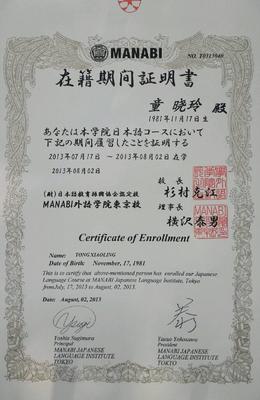 MANABI
NO. T0313040
在籍期間証明書
童 暁玲 殿
1981年11月17日生
あなたは本学院日本語コースにおいて
下記の期間履習したことを証明する
2013年07月17日 〜 2013年08月02日 在学
2013年08月02日
(財)日本語教育振興協会認定校
MANABI外語学院東京校
校長 杉村
理事長 横沢泰男
Certificate of Enrollment
Name: TONG XIAOLING
Date of Birth: November, 17, 1981
This is to certify that above-mentioned person has enrolled our Japanese
Language Course at MANABI Japanese Language Institute, Tokyo
from July, 17, 2013 to August, 02, 2013.
Date: August, 02, 2013
Yoshie Sugimura
Principal
MANABI JAPANESE
LANGUAGE INSTITUTE
TOKYO
Yasuo Yokosawa
President
MANABI JAPANESE
LANGUAGE INSTITUTE
TOKYO